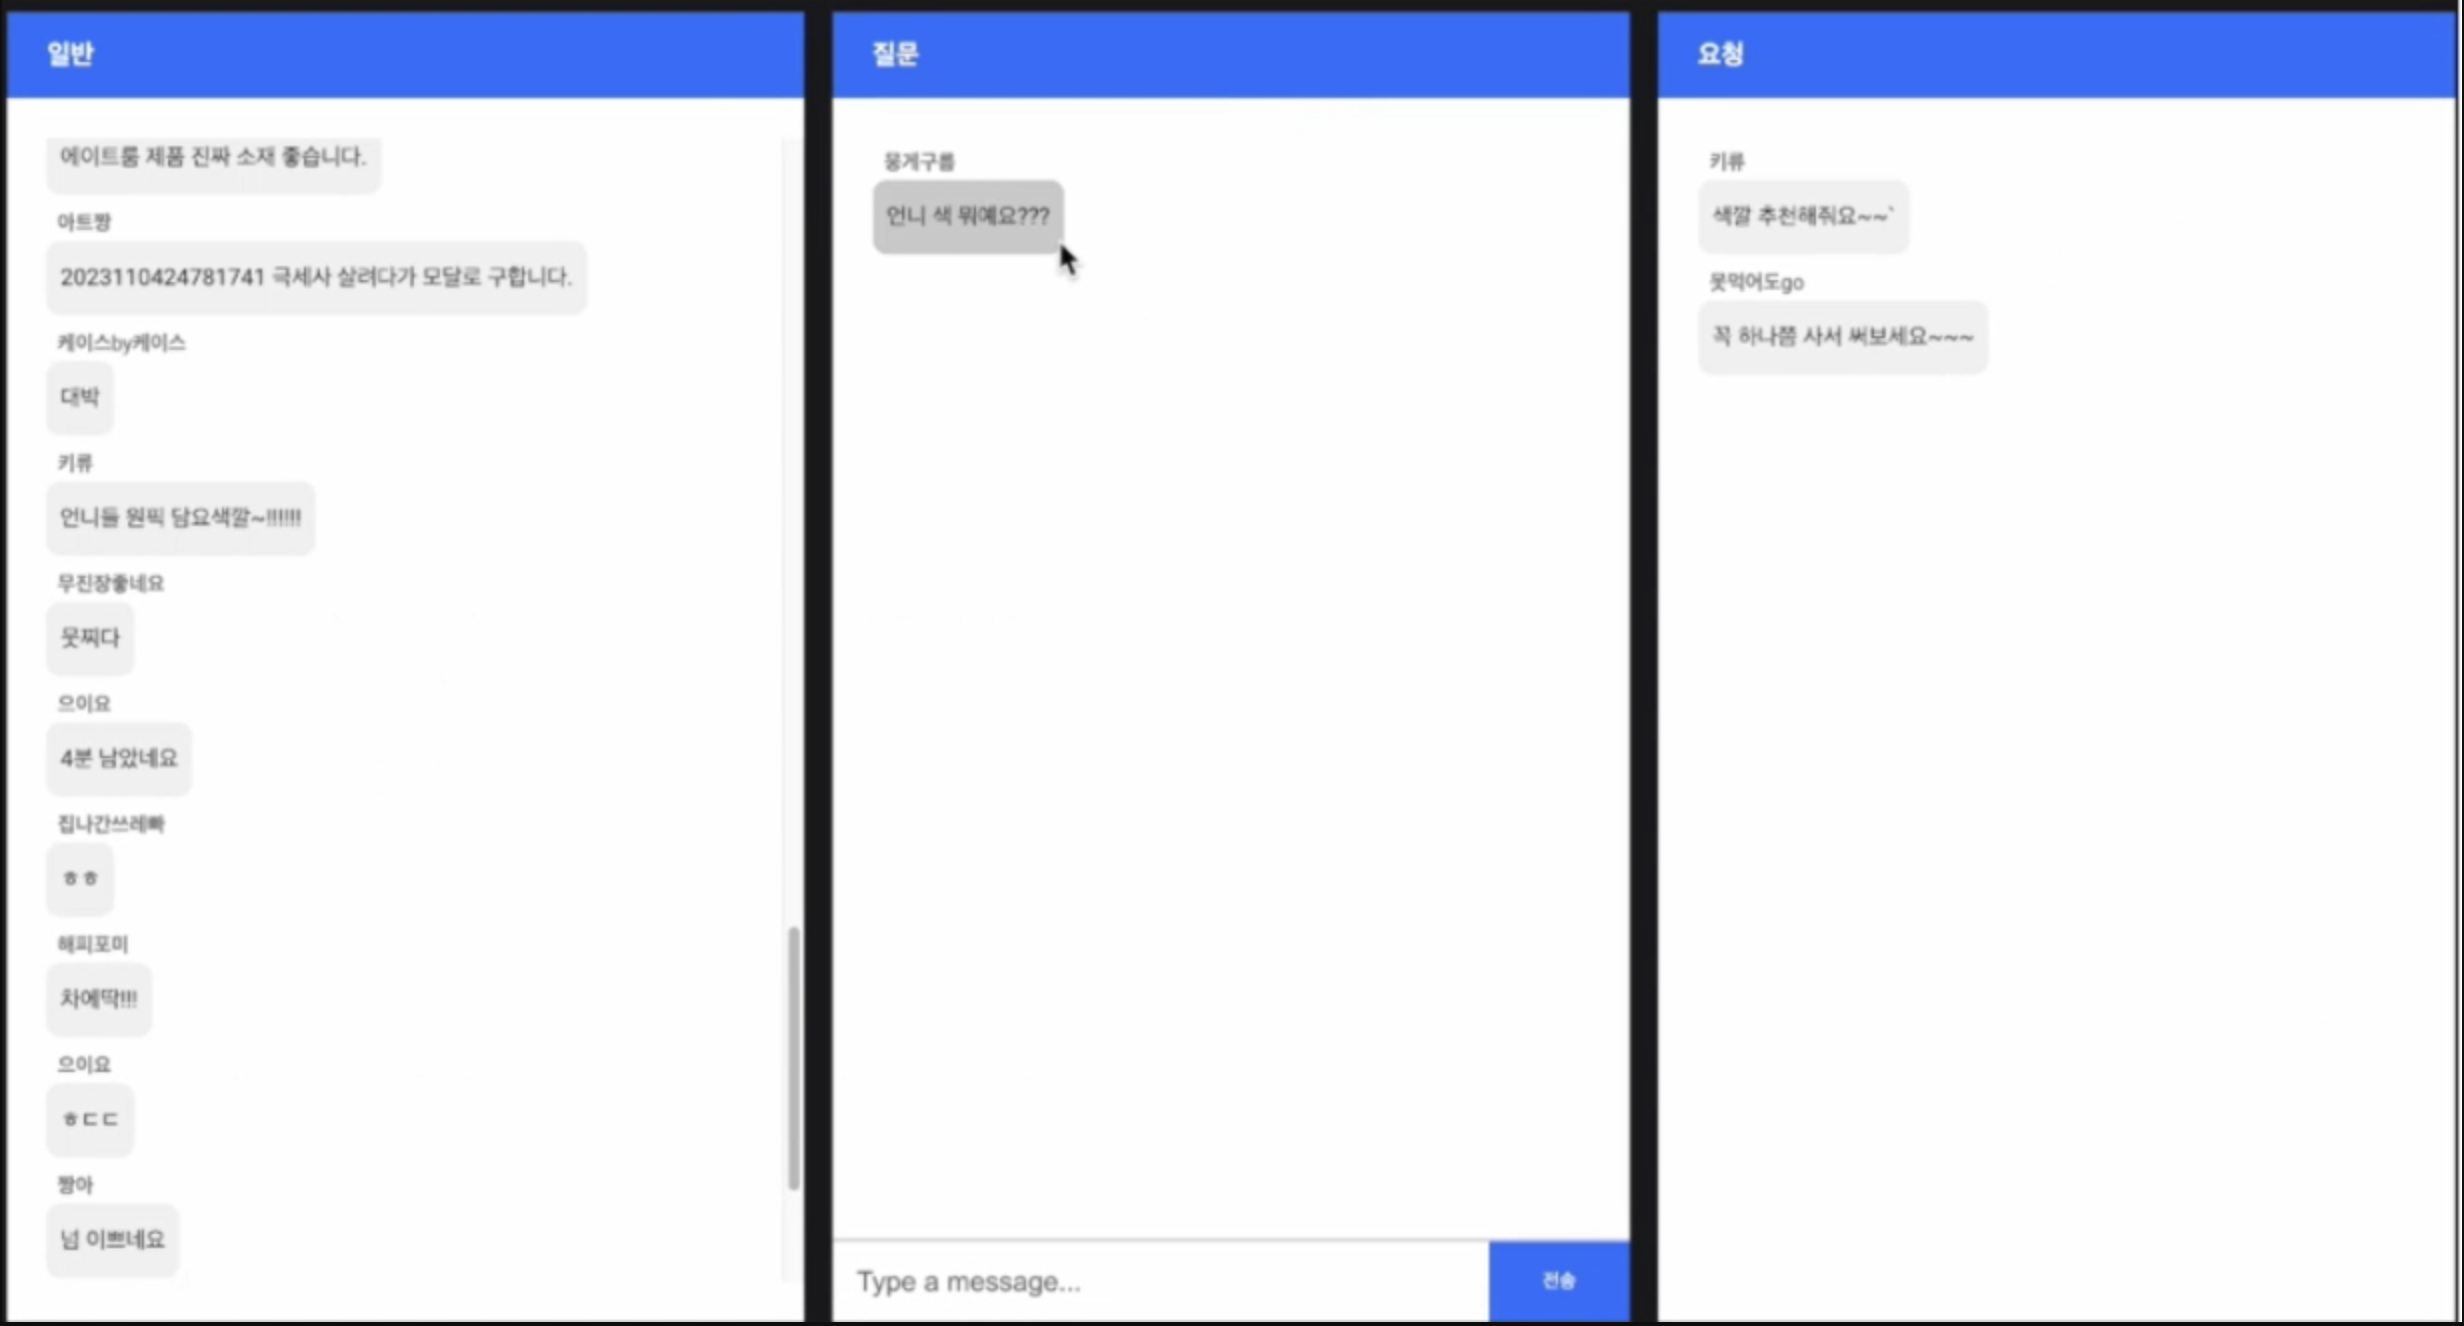 일반
에이트룸 제품 진짜 소재 좋습니다.
아트짱
2023110424781741 극세사 살려다가 모달로 구합니다.
케이스by케이스
대박
키류
언니들 원픽 담요색깔~!!!!!!
무진장좋네요
뭇찌다
으이요
4분 남았네요
집나간쓰레빠
ㅎㅎ
해피포미
차에딱!!!
으이요
ㅎㄷㄷ
짱아
넘 이쁘네요
질문
뭉게구름
언니 색 뭐예요???
Type a message...
전송
요청
키류
색깔 추천해줘요~~`
못먹어도go
꼭 하나쯤 사서 써보세요~~~